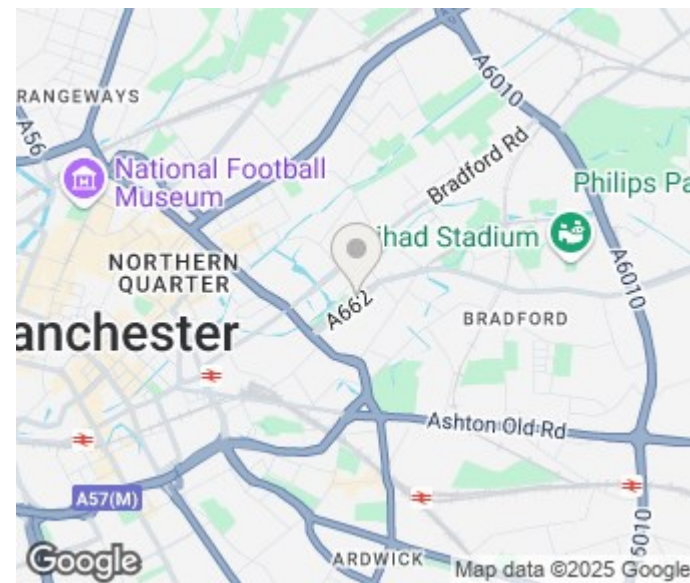 RANGEWAYS
A56
A6010
Bradford Rd
National Football
Museum
Philips Pa
ihad Stadium
A6010
NORTHERN
QUARTER
A662
BRADFORD
anchester
Ashton Old Rd
A57(M)
6010
ARDWICK
Google
Map data ©2025 Google